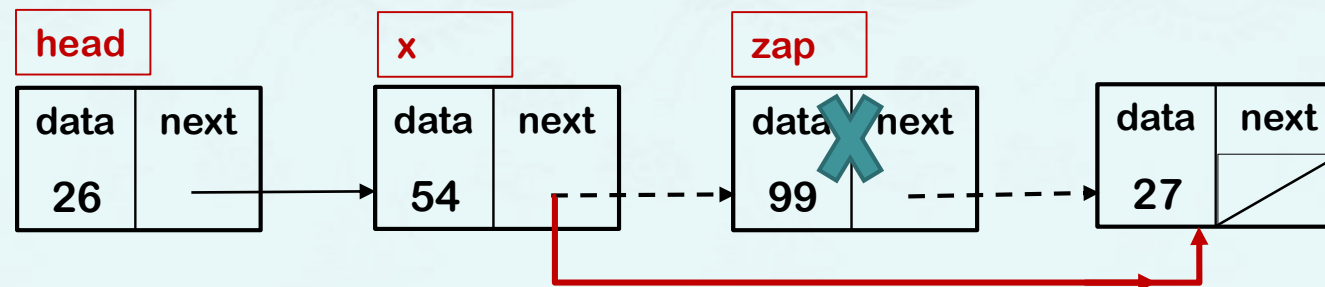 head x zap
data next data next data next data next
26 54 99 27